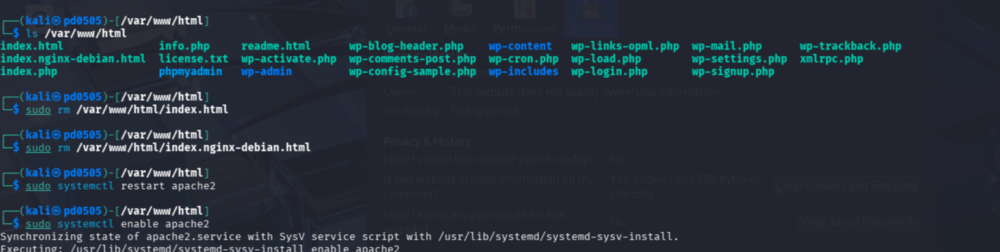 General Media Permissions Security
┌──(kali㉿pd0505)-[/var/www/html]
└─$ ls /var/www/html
index.html info.php readme.html wp-blog-header.php wp-content wp-links-opml.php wp-mail.php wp-trackback.php
index.nginx-debian.html license.txt wp-activate.php wp-comments-post.php wp-cron.php wp-load.php wp-settings.php xmlrpc.php
index.php phpmyadmin wp-admin wp-config-sample.php wp-includes wp-login.php wp-signup.php
Owner: This website does not supply ownership information.
┌──(kali㉿pd0505)-[/var/www/html]
└─$ sudo rm /var/www/html/index.html
Verified by: Not specified
┌──(kali㉿pd0505)-[/var/www/html]
└─$ sudo rm /var/www/html/index.nginx-debian.html
Privacy & History
Have I visited this website prior to today? No
┌──(kali㉿pd0505)-[/var/www/html]
└─$ sudo systemctl restart apache2
Is this website storing information on my Yes, cookies and 289 bytes of
computer? site data
Clear Cookies and Site Data
┌──(kali㉿pd0505)-[/var/www/html]
└─$ sudo systemctl enable apache2
Have I saved any passwords for this No
View Saved Passwords
Synchronizing state of apache2.service with SysV service script with /usr/lib/systemd/systemd-sysv-install.
Executing: /usr/lib/systemd/systemd-sysv-install enable apache2